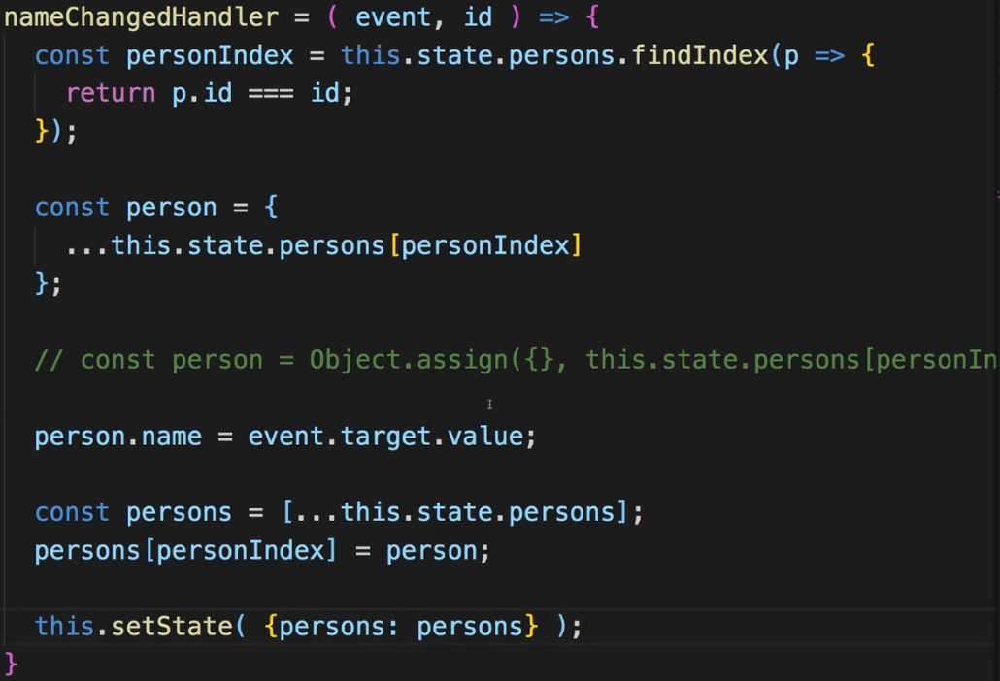 nameChangedHandler = ( event, id ) => {
  const personIndex = this.state.persons.findIndex(p => {
    return p.id === id;
  });
  const person = {
    ...this.state.persons[personIndex]
  };
  // const person = Object.assign({}, this.state.persons[personIn
  person.name = event.target.value;
  const persons = [...this.state.persons];
  persons[personIndex] = person;
  this.setState( {persons: persons} );
}